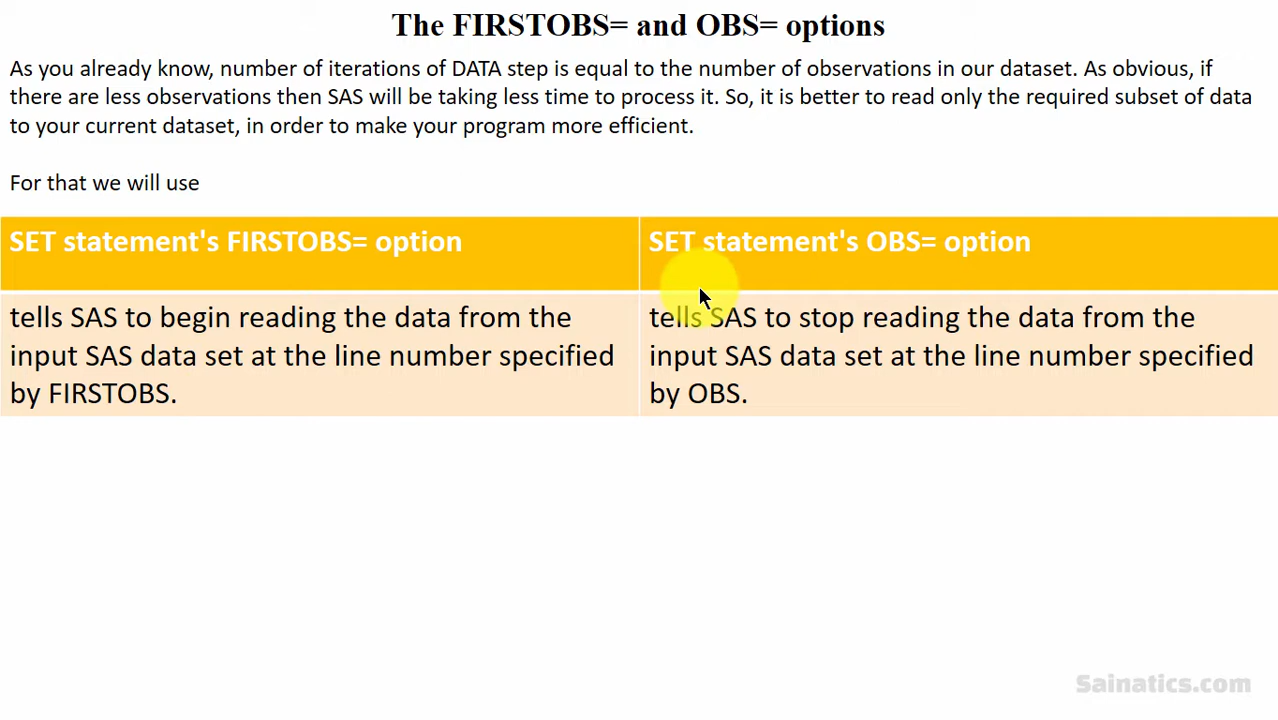 The FIRSTOBS= and OBS= options
As you already know, number of iterations of DATA step is equal to the number of observations in our dataset. As obvious, if
there are less observations then SAS will be taking less time to process it. So, it is better to read only the required subset of data
to your current dataset, in order to make your program more efficient.
For that we will use
SET statement's FIRSTOBS= option
SET statement's OBS= option
tells SAS to begin reading the data from the
input SAS data set at the line number specified
by FIRSTOBS.
tells SAS to stop reading the data from the
input SAS data set at the line number specified
by OBS.
Sainatics.com